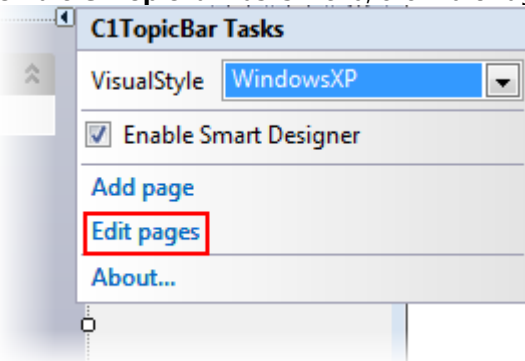 C1TopicBar Tasks
VisualStyle WindowsXP
Enable Smart Designer
Add page
Edit pages
About...